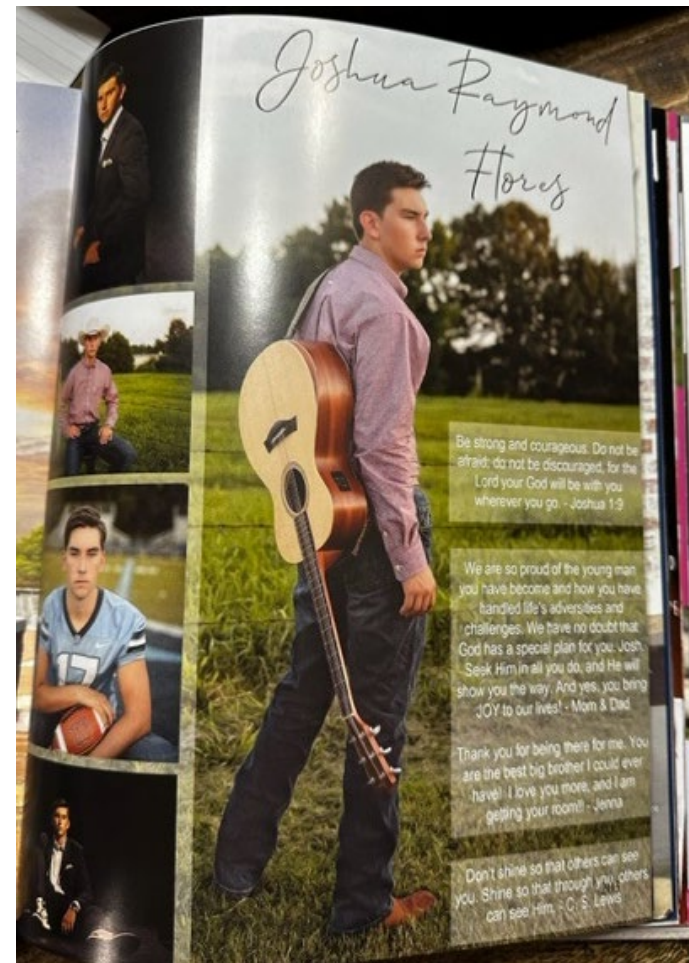 Joshua Raymond
Flores
17
Be strong and courageous. Do not be
afraid; do not be discouraged, for the
Lord your God will be with you
wherever you go. - Joshua 1:9
We are so proud of the young man
you have become and how you have
handled life's adversities and
challenges. We have no doubt that
God has a special plan for you, Josh.
Seek Him in all you do, and He will
show you the way. And yes, you bring
JOY to our lives! - Mom & Dad
Thank you for being there for me. You
are the best big brother I could ever
have! I love you more, and I am
getting your room!! - Jenna
Don't shine so that others can see
you. Shine so that through you, others
can see Him. - C. S. Lewis